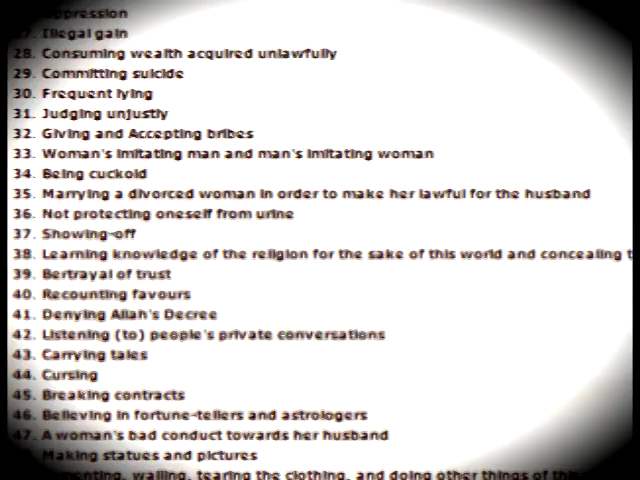 oppression
27. Illegal gain
28. Consuming wealth acquired unlawfully
29. Committing suicide
30. Frequent lying
31. Judging unjustly
32. Giving and Accepting bribes
33. Woman's imitating man and man's imitating woman
34. Being cuckold
35. Marrying a divorced woman in order to make her lawful for the husband
36. Not protecting oneself from urine
37. Showing-off
38. Learning knowledge of the religion for the sake of this world and concealing t
39. Bertrayal of trust
40. Recounting favours
41. Denying Allah's Decree
42. Listening (to) people's private conversations
43. Carrying tales
44. Cursing
45. Breaking contracts
46. Believing in fortune-tellers and astrologers
47. A woman's bad conduct towards her husband
Making statues and pictures
wailing, tearing the clothing, and doing other things of